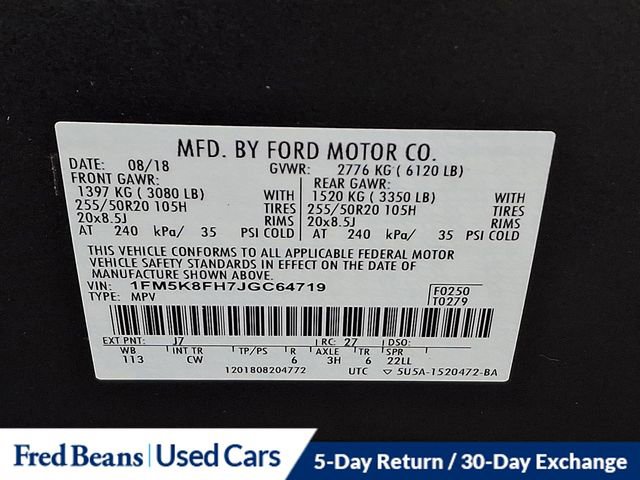 MFD. BY FORD MOTOR CO.
DATE: 08/18 GVWR: 2776 KG ( 6120 LB)
FRONT GAWR: REAR GAWR:
1397 KG ( 3080 LB) WITH 1520 KG ( 3350 LB) WITH
255/50R20 105H TIRES 255/50R20 105H TIRES
20x8.5J RIMS 20x8.5J RIMS
AT 240 kPa/ 35 PSI COLD AT 240 kPa/ 35 PSI COLD
THIS VEHICLE CONFORMS TO ALL APPLICABLE FEDERAL MOTOR
VEHICLE SAFETY STANDARDS IN EFFECT ON THE DATE OF
MANUFACTURE SHOWN ABOVE.
VIN: 1FM5K8FH7JGC64719 F0250
TYPE: MPV T0279
EXT PNT: J7 RC: 27 DSO:
WB INT TR TP/PS R AXLE TR SPR
113 CW 6 3H 6 22LL
1201808204772 UTC ▽ 5U5A-1520472-BA
Fred Beans Used Cars 5-Day Return / 30-Day Exchange